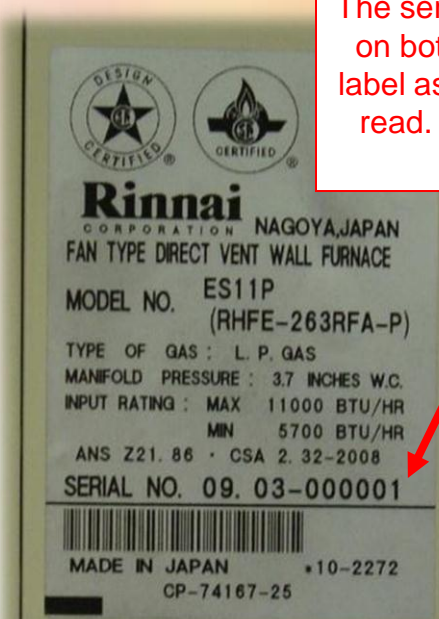 The ser
on bot
label as
read.
DESIGN
CERTIFIED
CERTIFIED
Rinnai
CORPORATION NAGOYA,JAPAN
FAN TYPE DIRECT VENT WALL FURNACE
MODEL NO. ES11P
(RHFE-263RFA-P)
TYPE OF GAS : L. P. GAS
MANIFOLD PRESSURE : 3.7 INCHES W.C.
INPUT RATING : MAX 11000 BTU/HR
MIN 5700 BTU/HR
ANS Z21. 86 · CSA 2. 32-2008
SERIAL NO. 09. 03-000001
MADE IN JAPAN *10-2272
CP-74167-25